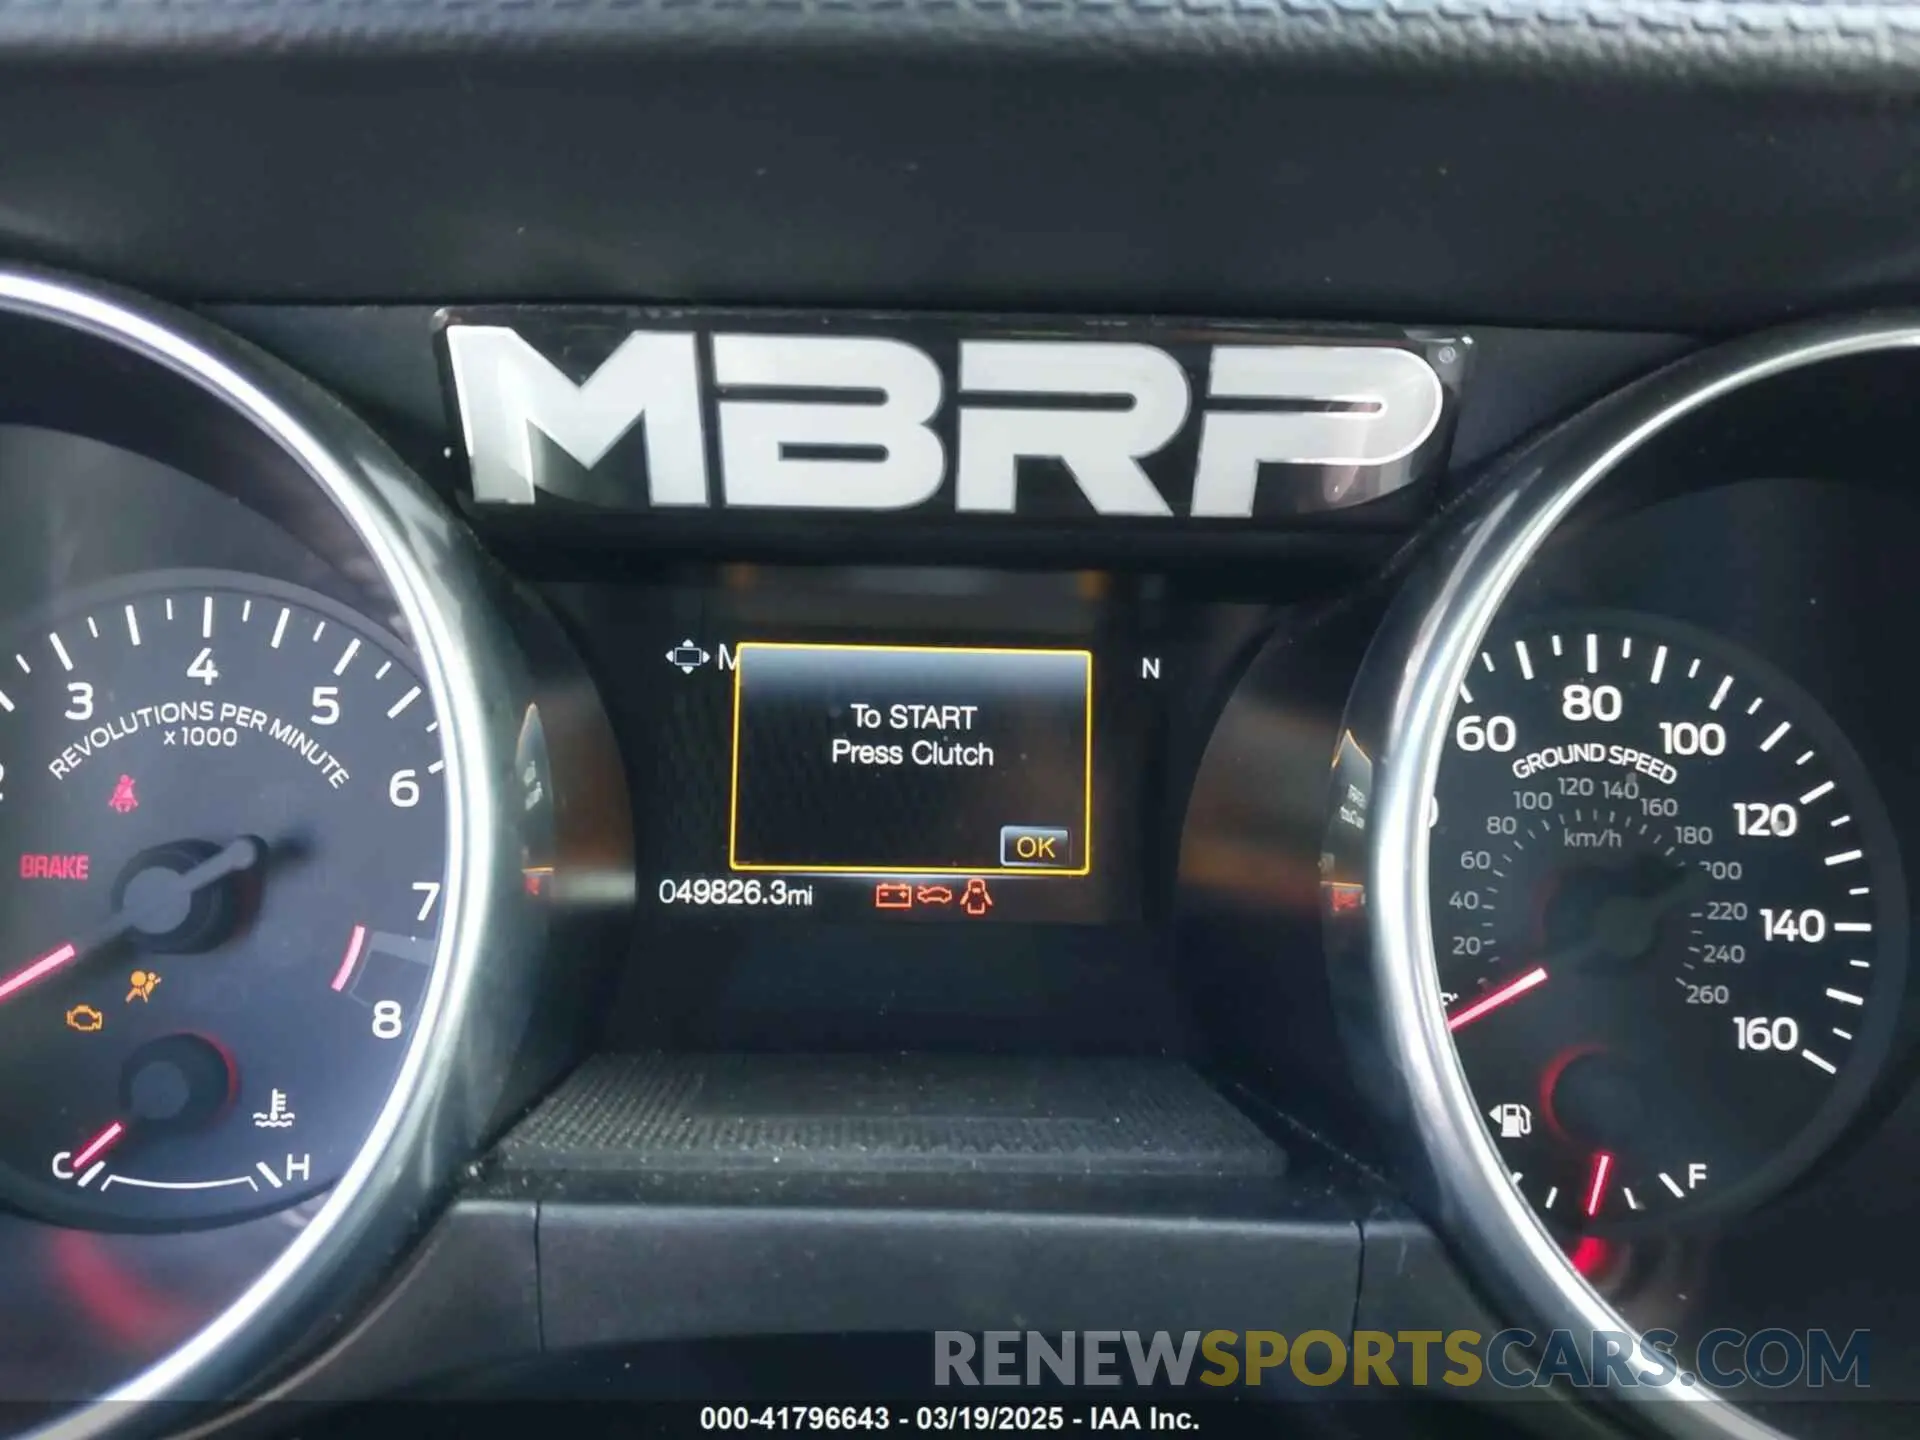 MBRP
®
N
To START
Press Clutch
OK
049826.3mi
3
4
5
6
7
8
REVOLUTIONS PER MINUTE
x 1000
BRAKE
C
H
60
80
100
120
140
160
GROUND SPEED
20
40
60
80
100
120
140
160
180
200
220
240
260
km/h
F
RENEWSPORTSCARS.COM
000-41796643 - 03/19/2025 - IAA Inc.